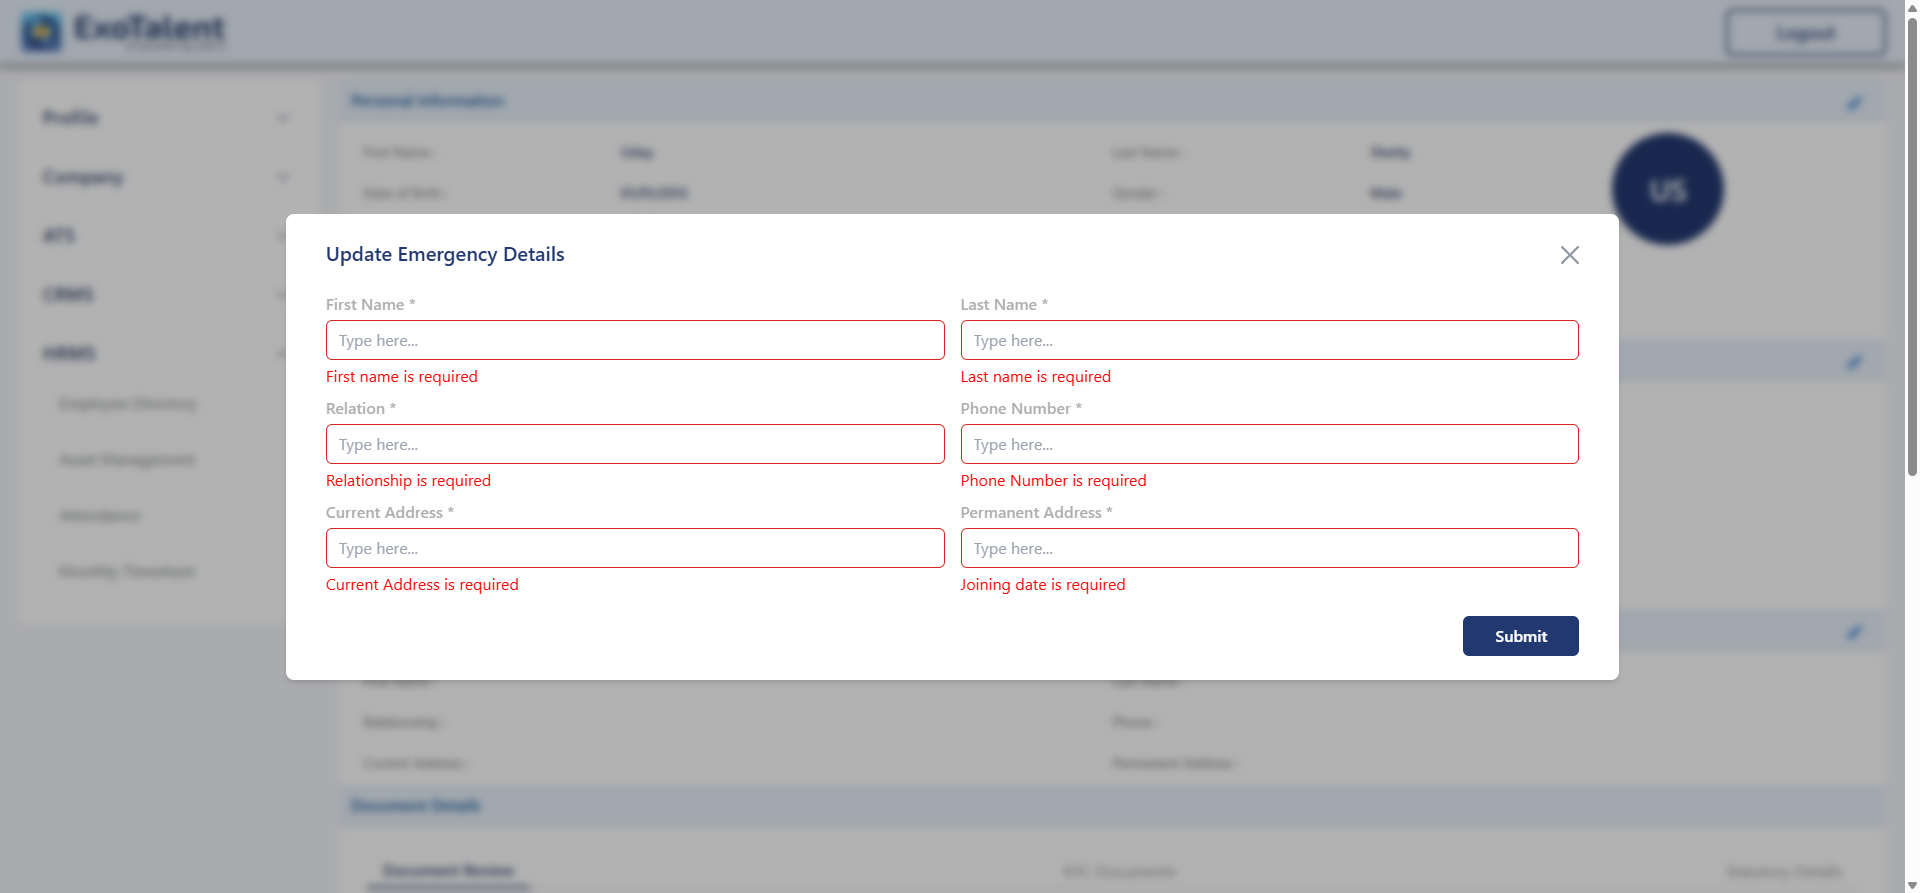 ExoTalent
Logout
Profile
Company
ATS
CRMS
HRMS
Employee Directory
Asset Management
Attendance
Monthly Timesheet
Personal Information
First Name :
Uday
Last Name :
Shetty
Date of Birth :
Gender :
Male
US
Update Emergency Details
First Name *
Last Name *
Type here...
Type here...
First name is required
Last name is required
Relation *
Phone Number *
Type here...
Type here...
Relationship is required
Phone Number is required
Current Address *
Permanent Address *
Type here...
Type here...
Current Address is required
Joining date is required
Submit
First Name :
Last Name :
Relationship :
Phone :
Current Address :
Permanent Address :
Document Details
Document Review
KYC Documents
Statutory Details